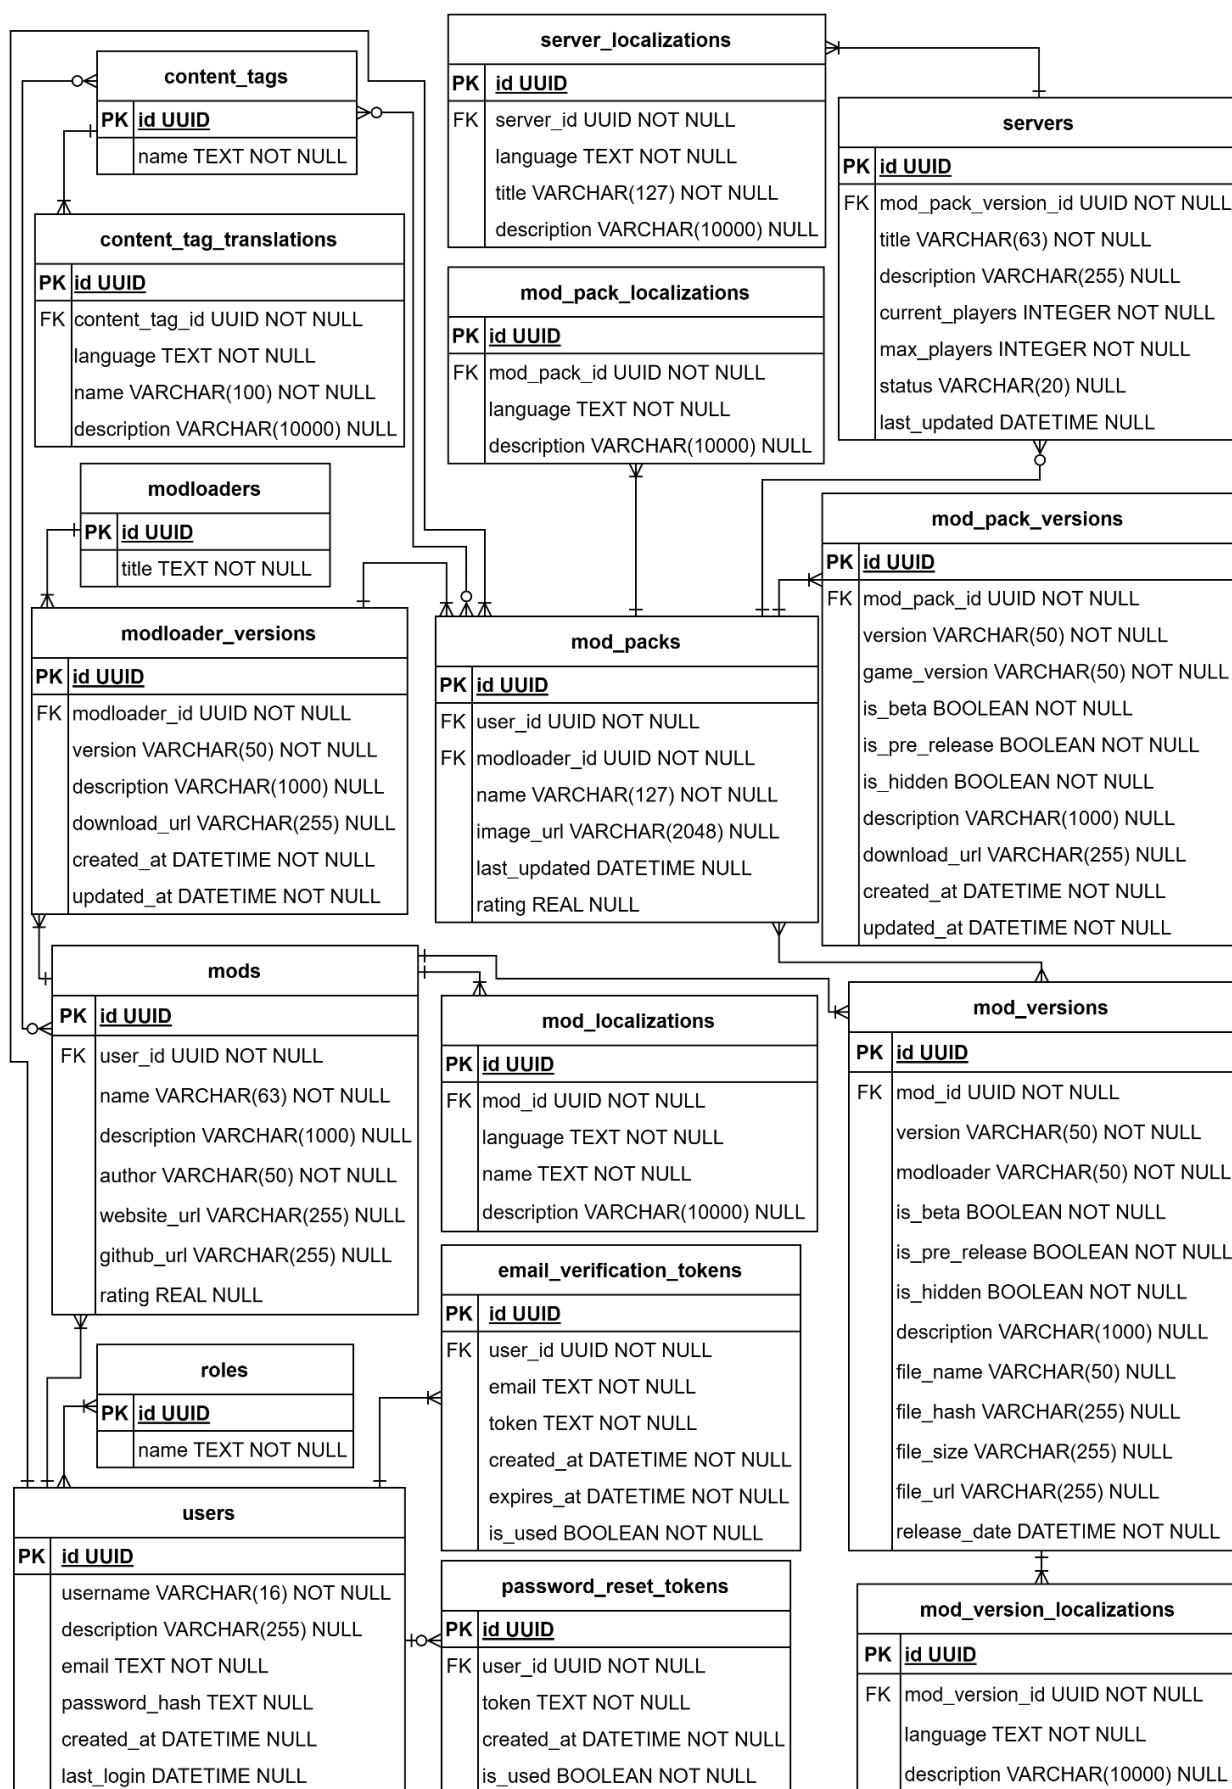 content_tags
PK id UUID
name TEXT NOT NULL
content_tag_translations
PK id UUID
FK content_tag_id UUID NOT NULL
language TEXT NOT NULL
name VARCHAR(100) NOT NULL
description VARCHAR(10000) NULL
modloaders
PK id UUID
title TEXT NOT NULL
modloader_versions
PK id UUID
FK modloader_id UUID NOT NULL
version VARCHAR(50) NOT NULL
description VARCHAR(1000) NULL
download_url VARCHAR(255) NULL
created_at DATETIME NOT NULL
updated_at DATETIME NOT NULL
mods
PK id UUID
FK user_id UUID NOT NULL
name VARCHAR(63) NOT NULL
description VARCHAR(1000) NULL
author VARCHAR(50) NOT NULL
website_url VARCHAR(255) NULL
github_url VARCHAR(255) NULL
rating REAL NULL
roles
PK id UUID
name TEXT NOT NULL
users
PK id UUID
username VARCHAR(16) NOT NULL
description VARCHAR(255) NULL
email TEXT NOT NULL
password_hash TEXT NULL
created_at DATETIME NULL
last_login DATETIME NULL
server_localizations
PK id UUID
FK server_id UUID NOT NULL
language TEXT NOT NULL
title VARCHAR(127) NOT NULL
description VARCHAR(10000) NULL
mod_pack_localizations
PK id UUID
FK mod_pack_id UUID NOT NULL
language TEXT NOT NULL
description VARCHAR(10000) NULL
mod_packs
PK id UUID
FK user_id UUID NOT NULL
FK modloader_id UUID NOT NULL
name VARCHAR(127) NOT NULL
image_url VARCHAR(2048) NULL
last_updated DATETIME NULL
rating REAL NULL
mod_localizations
PK id UUID
FK mod_id UUID NOT NULL
language TEXT NOT NULL
name TEXT NOT NULL
description VARCHAR(10000) NULL
email_verification_tokens
PK id UUID
FK user_id UUID NOT NULL
email TEXT NOT NULL
token TEXT NOT NULL
created_at DATETIME NOT NULL
expires_at DATETIME NOT NULL
is_used BOOLEAN NOT NULL
password_reset_tokens
PK id UUID
FK user_id UUID NOT NULL
token TEXT NOT NULL
created_at DATETIME NOT NULL
is_used BOOLEAN NOT NULL
servers
PK id UUID
FK mod_pack_version_id UUID NOT NULL
title VARCHAR(63) NOT NULL
description VARCHAR(255) NULL
current_players INTEGER NOT NULL
max_players INTEGER NOT NULL
status VARCHAR(20) NULL
last_updated DATETIME NULL
mod_pack_versions
PK id UUID
FK mod_pack_id UUID NOT NULL
version VARCHAR(50) NOT NULL
game_version VARCHAR(50) NOT NULL
is_beta BOOLEAN NOT NULL
is_pre_release BOOLEAN NOT NULL
is_hidden BOOLEAN NOT NULL
description VARCHAR(1000) NULL
download_url VARCHAR(255) NULL
created_at DATETIME NOT NULL
updated_at DATETIME NOT NULL
mod_versions
PK id UUID
FK mod_id UUID NOT NULL
version VARCHAR(50) NOT NULL
modloader VARCHAR(50) NOT NULL
is_beta BOOLEAN NOT NULL
is_pre_release BOOLEAN NOT NULL
is_hidden BOOLEAN NOT NULL
description VARCHAR(1000) NULL
file_name VARCHAR(50) NULL
file_hash VARCHAR(255) NULL
file_size VARCHAR(255) NULL
file_url VARCHAR(255) NULL
release_date DATETIME NOT NULL
mod_version_localizations
PK id UUID
FK mod_version_id UUID NOT NULL
language TEXT NOT NULL
description VARCHAR(10000) NULL